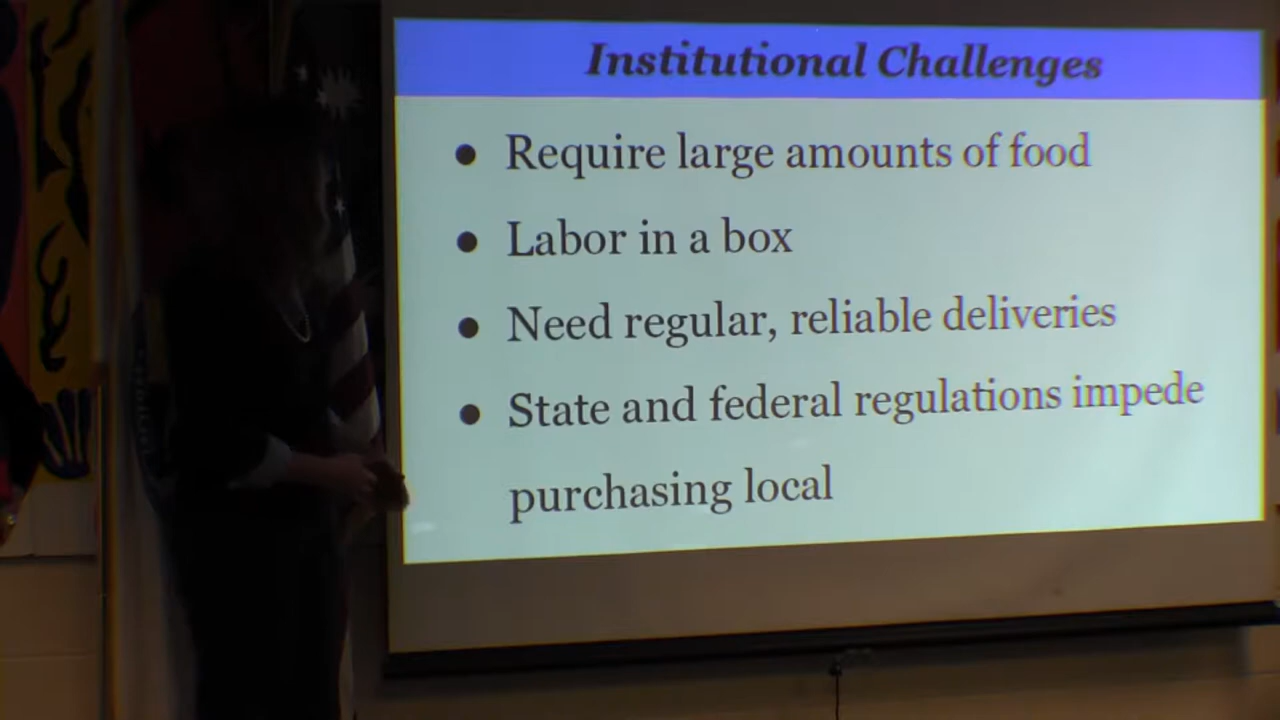 Institutional Challenges
● Require large amounts of food
● Labor in a box
● Need regular, reliable deliveries
● State and federal regulations impede
purchasing local